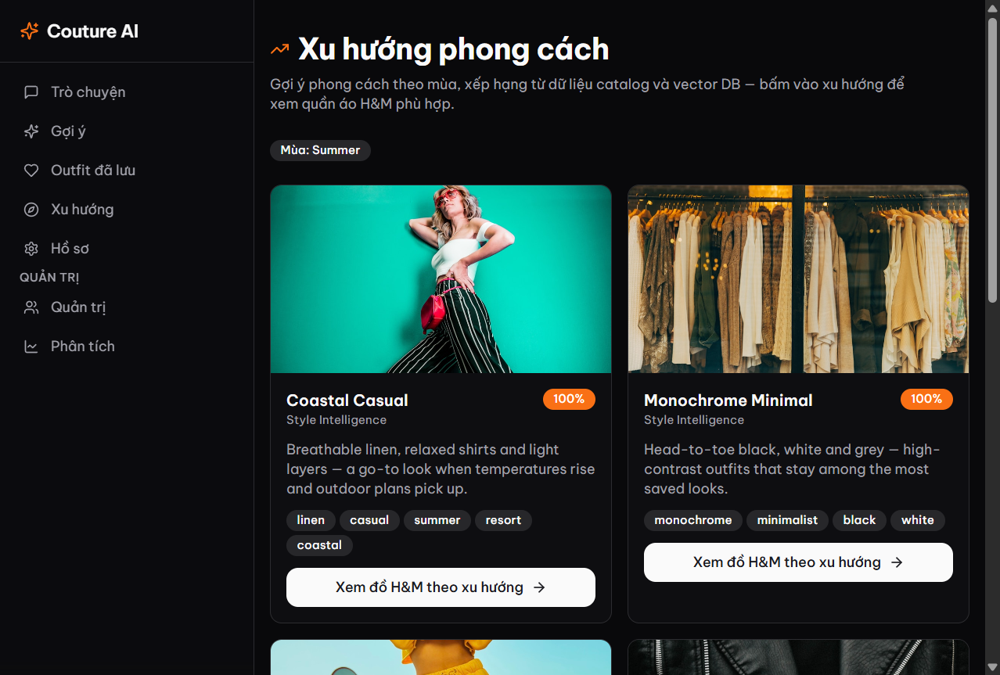 Couture AI
Trò chuyện
Gợi ý
Outfit đã lưu
Xu hướng
Hồ sơ
QUẢN TRỊ
Quản trị
Phân tích
Xu hướng phong cách
Gợi ý phong cách theo mùa, xếp hạng từ dữ liệu catalog và vector DB — bấm vào xu hướng để
xem quần áo H&M phù hợp.
Mùa: Summer
Coastal Casual
100%
Style Intelligence
Breathable linen, relaxed shirts and light
layers — a go-to look when temperatures rise
and outdoor plans pick up.
linen casual summer resort
coastal
Xem đồ H&M theo xu hướng →
Monochrome Minimal
100%
Style Intelligence
Head-to-toe black, white and grey — high-
contrast outfits that stay among the most
saved looks.
monochrome minimalist black white
Xem đồ H&M theo xu hướng →